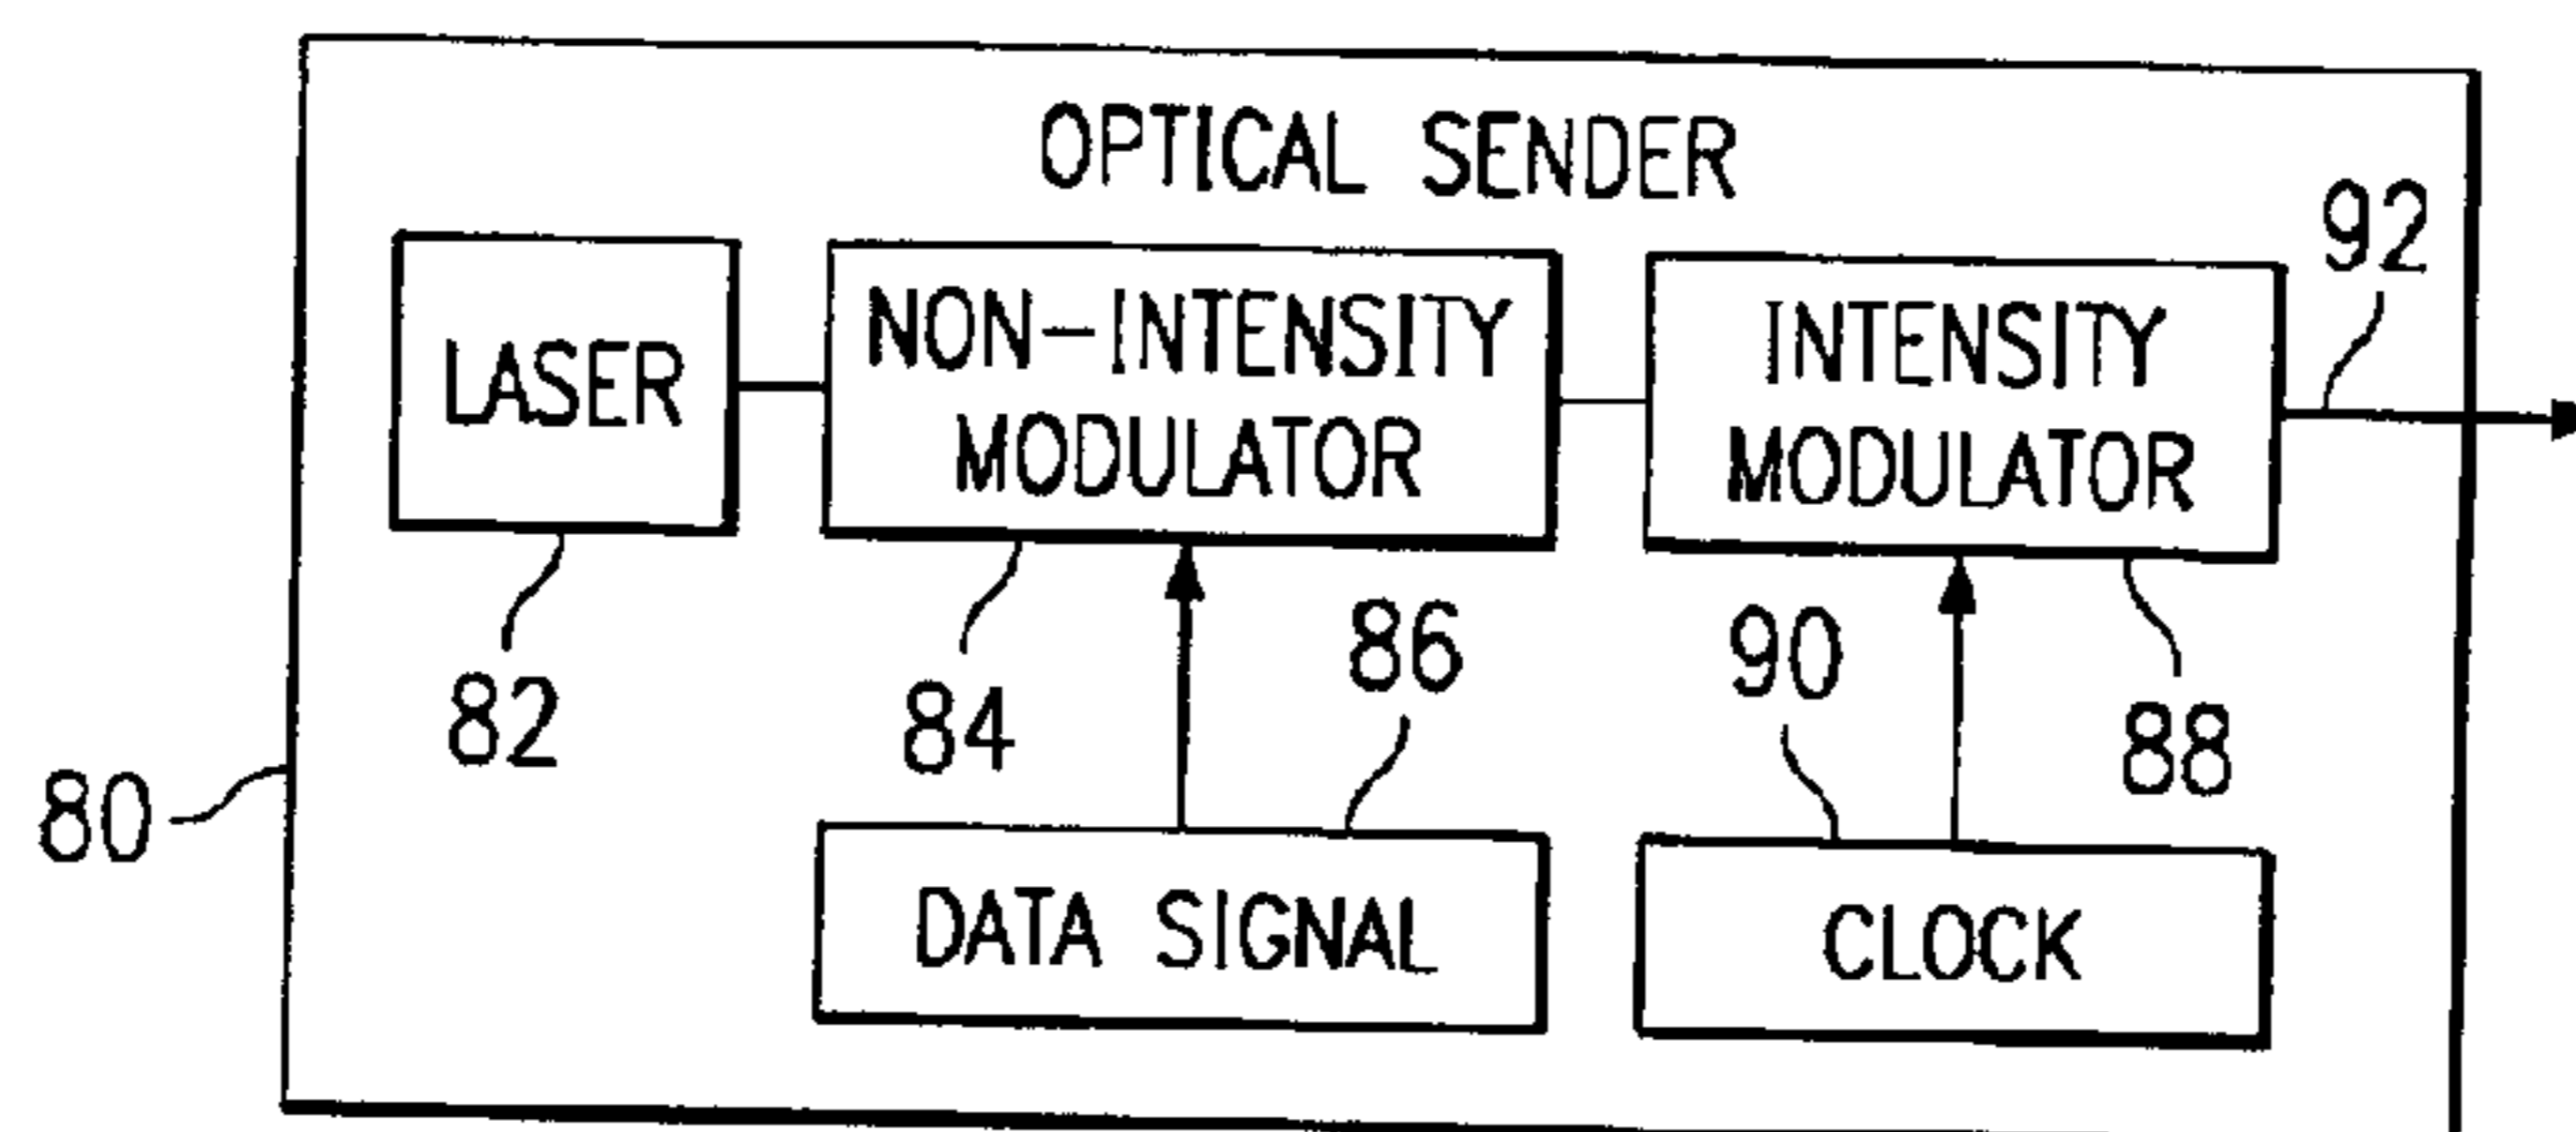 OPTICAL SENDER
92
LASER
NON-INTENSITY
MODULATOR
INTENSITY
MODULATOR
82
84
86
90
88
80
DATA SIGNAL
CLOCK